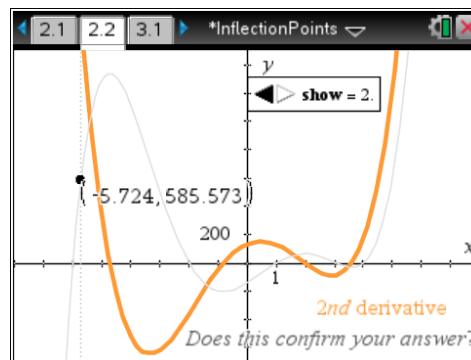 2.1 2.2 3.1 *InflectionPoints
y
show = 2.
(-5.724, 585.573)
200
x
1
2nd derivative
Does this confirm your answer?